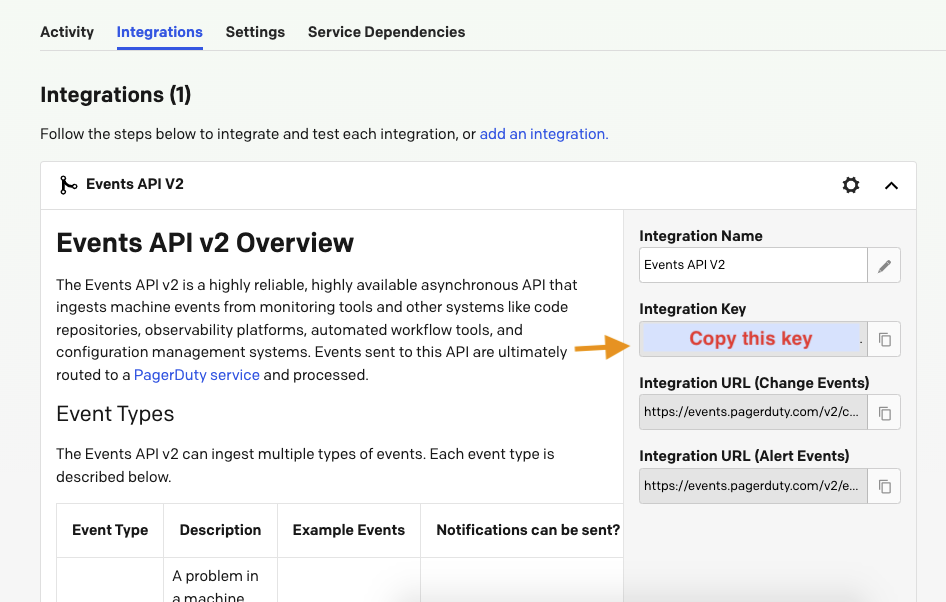 Activity Integrations Settings Service Dependencies
Integrations (1)
Follow the steps below to integrate and test each integration, or add an integration.
Events API V2
Events API v2 Overview
The Events API v2 is a highly reliable, highly available asynchronous API that
ingests machine events from monitoring tools and other systems like code
repositories, observability platforms, automated workflow tools, and
configuration management systems. Events sent to this API are ultimately
routed to a PagerDuty service and processed.
Event Types
The Events API v2 can ingest multiple types of events. Each event type is
described below.
Event Type Description Example Events Notifications can be sent?
A problem in
a machine
Integration Name
Events API V2
Integration Key
Copy this key
Integration URL (Change Events)
https://events.pagerduty.com/v2/c...
Integration URL (Alert Events)
https://events.pagerduty.com/v2/e...